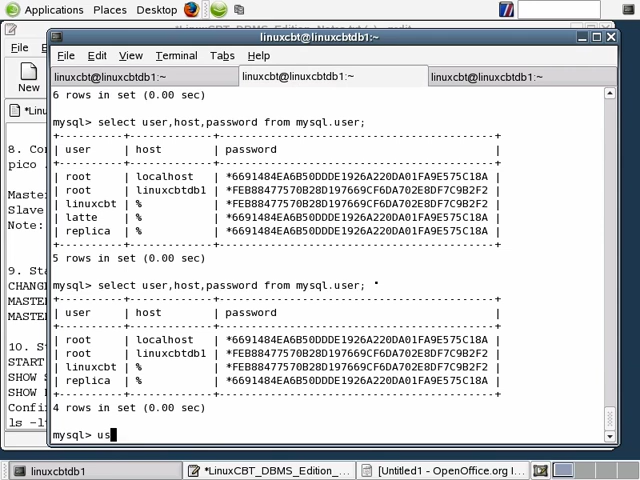 Applications Places Desktop
linuxcbt@linuxcbtdb1:~
File
File Edit View Terminal Tabs Help
linuxcbt@linuxcbtdb1:~ linuxcbt@linuxcbtdb1:~ linuxcbt@linuxcbtdb1:~
New
*Linu
6 rows in set (0.00 sec)
mysql> select user,host,password from mysql.user;
+----------+-------------+-------------------------------------------+
| user | host | password |
+----------+-------------+-------------------------------------------+
| root | localhost | *6691484EA6B50DDDE1926A220DA01FA9E575C18A |
| root | linuxcbtdb1 | *FEB88477570B28D197669CF6DA702E8DF7C9B2F2 |
| linuxcbt | % | *FEB88477570B28D197669CF6DA702E8DF7C9B2F2 |
| latte | % | *6691484EA6B50DDDE1926A220DA01FA9E575C18A |
| replica | % | *6691484EA6B50DDDE1926A220DA01FA9E575C18A |
+----------+-------------+-------------------------------------------+
5 rows in set (0.00 sec)
mysql> select user,host,password from mysql.user;
+----------+-------------+-------------------------------------------+
| user | host | password |
+----------+-------------+-------------------------------------------+
| root | localhost | *6691484EA6B50DDDE1926A220DA01FA9E575C18A |
| root | linuxcbtdb1 | *FEB88477570B28D197669CF6DA702E8DF7C9B2F2 |
| linuxcbt | % | *FEB88477570B28D197669CF6DA702E8DF7C9B2F2 |
| replica | % | *6691484EA6B50DDDE1926A220DA01FA9E575C18A |
+----------+-------------+-------------------------------------------+
4 rows in set (0.00 sec)
mysql> us
8. Con
pico .
Master
Slave
Note:
9. Sta
CHANG
MASTE
MASTE
10. S
START
SHOW S
SHOW
Confi
ls -l
linuxcbtdb1 *LinuxCBT_DBMS_Edition_... [Untitled1 - OpenOffice.org I...